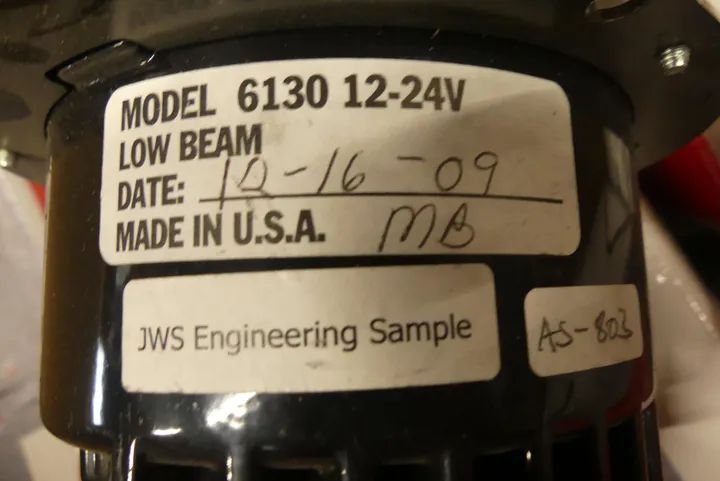 MODEL 6130 12-24V
LOW BEAM
DATE: 12-16-09
MADE IN U.S.A. MB
JWS Engineering Sample
AS-803